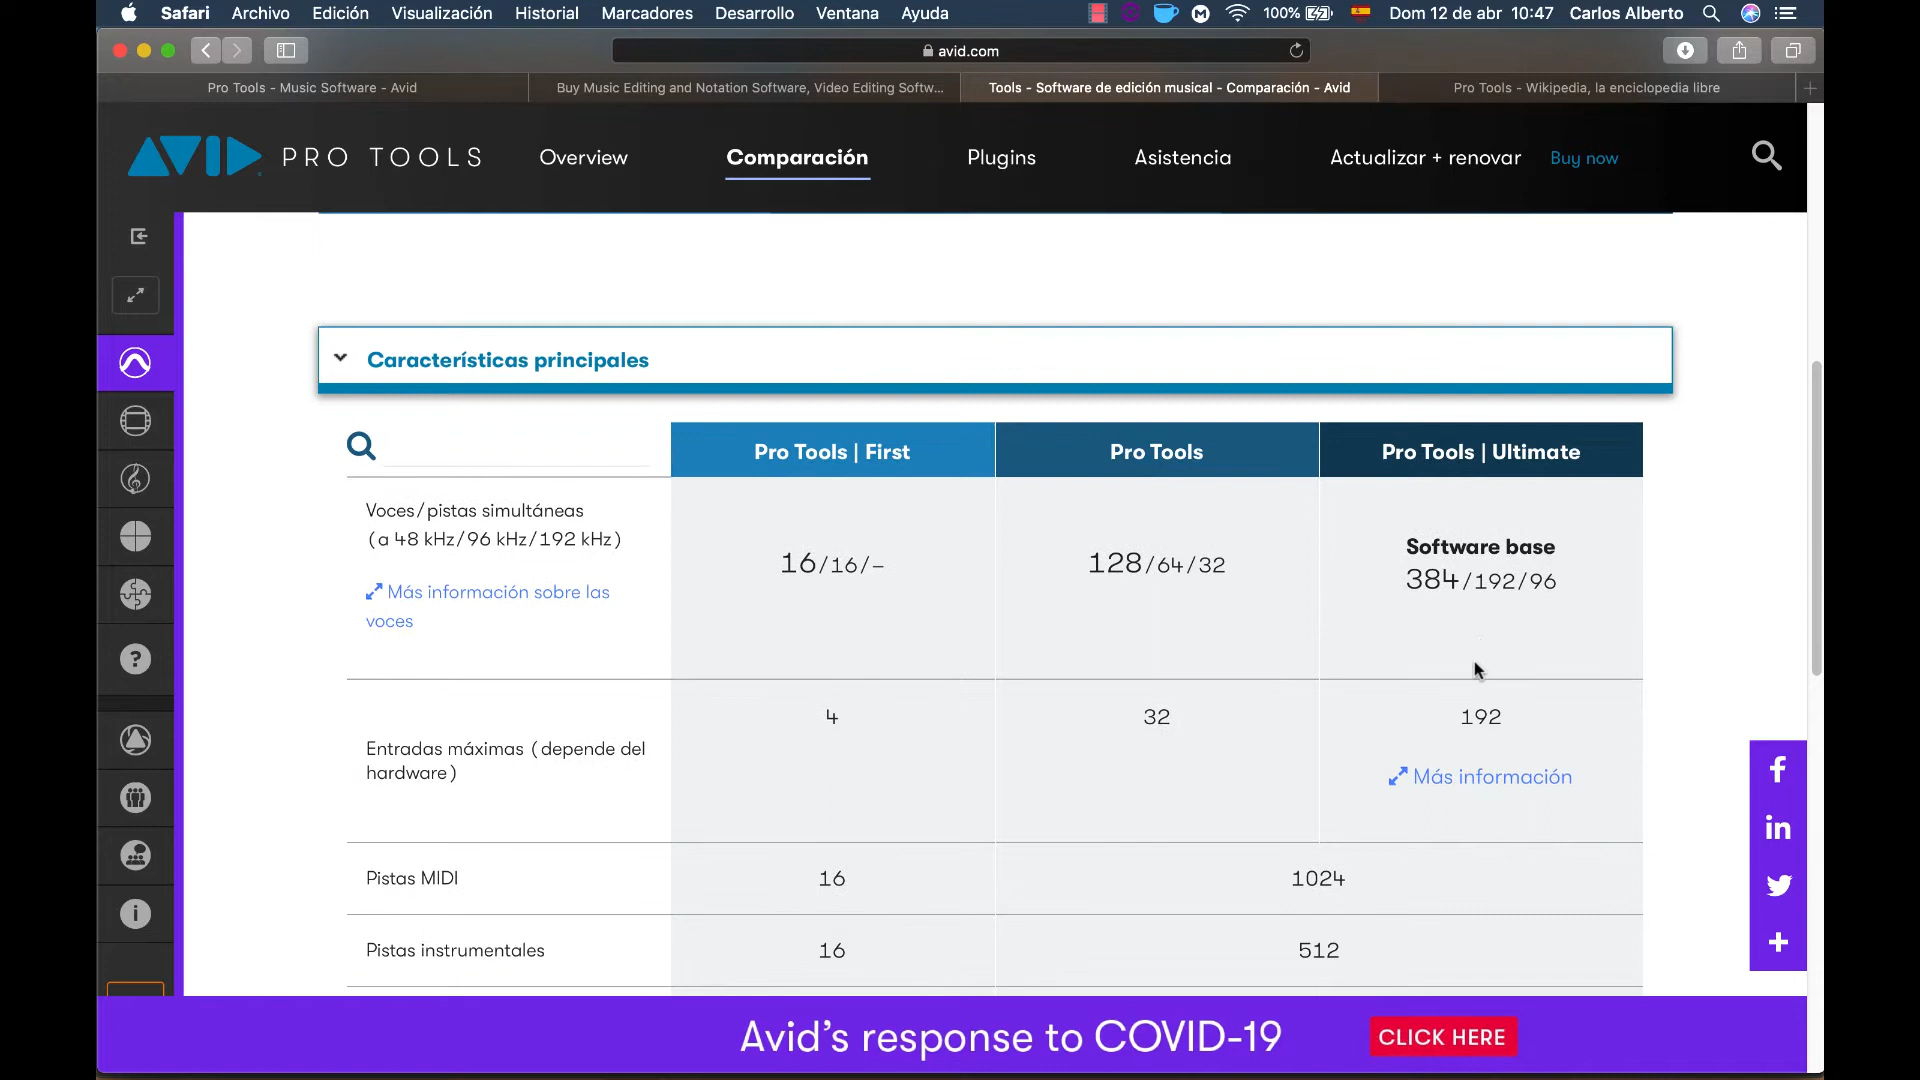 Safari Archivo Edición Visualización Historial Marcadores Desarrollo Ventana Ayuda 100% Dom 12 de abr 10:47 Carlos Alberto
avid.com
Pro Tools - Music Software - Avid
Buy Music Editing and Notation Software, Video Editing Softw...
Tools - Software de edición musical - Comparación - Avid
Pro Tools - Wikipedia, la enciclopedia libre
AVID PRO TOOLS Overview Comparación Plugins Asistencia Actualizar + renovar Buy now
Características principales
Pro Tools | First Pro Tools Pro Tools | Ultimate
Voces/pistas simultáneas
(a 48 kHz/96 kHz/192 kHz)
Más información sobre las
voces
16/16/–
128/64/32
Software base
384/192/96
Entradas máximas (depende del
hardware)
4
32
192
Más información
Pistas MIDI 16 1024
Pistas instrumentales 16 512
Avid's response to COVID-19 CLICK HERE